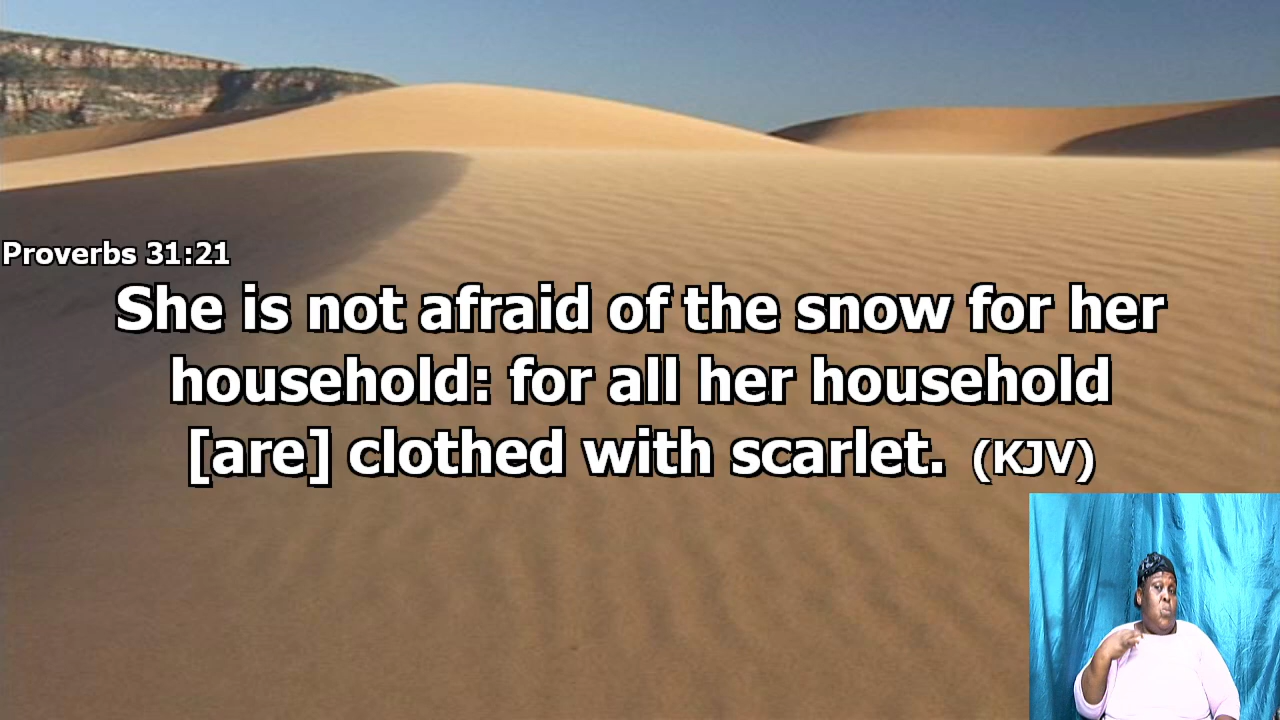 Proverbs 31:21
She is not afraid of the snow for her
household: for all her household
[are] clothed with scarlet. (KJV)